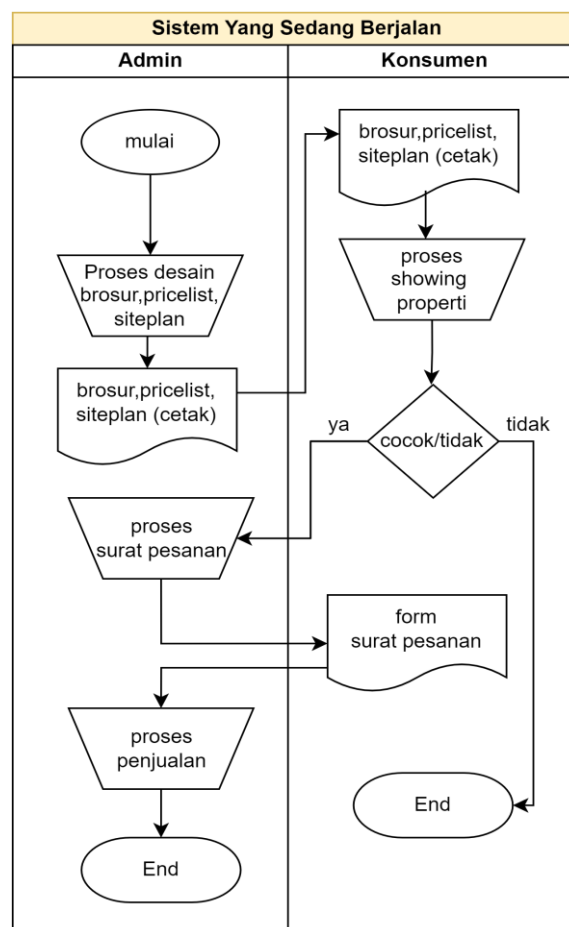 Sistem Yang Sedang Berjalan
Admin
Konsumen
mulai
Proses desain
brosur,pricelist,
siteplan
brosur,pricelist,
siteplan (cetak)
brosur,pricelist,
siteplan (cetak)
proses
showing
properti
cocok/tidak
ya
tidak
proses
surat pesanan
form
surat pesanan
proses
penjualan
End
End